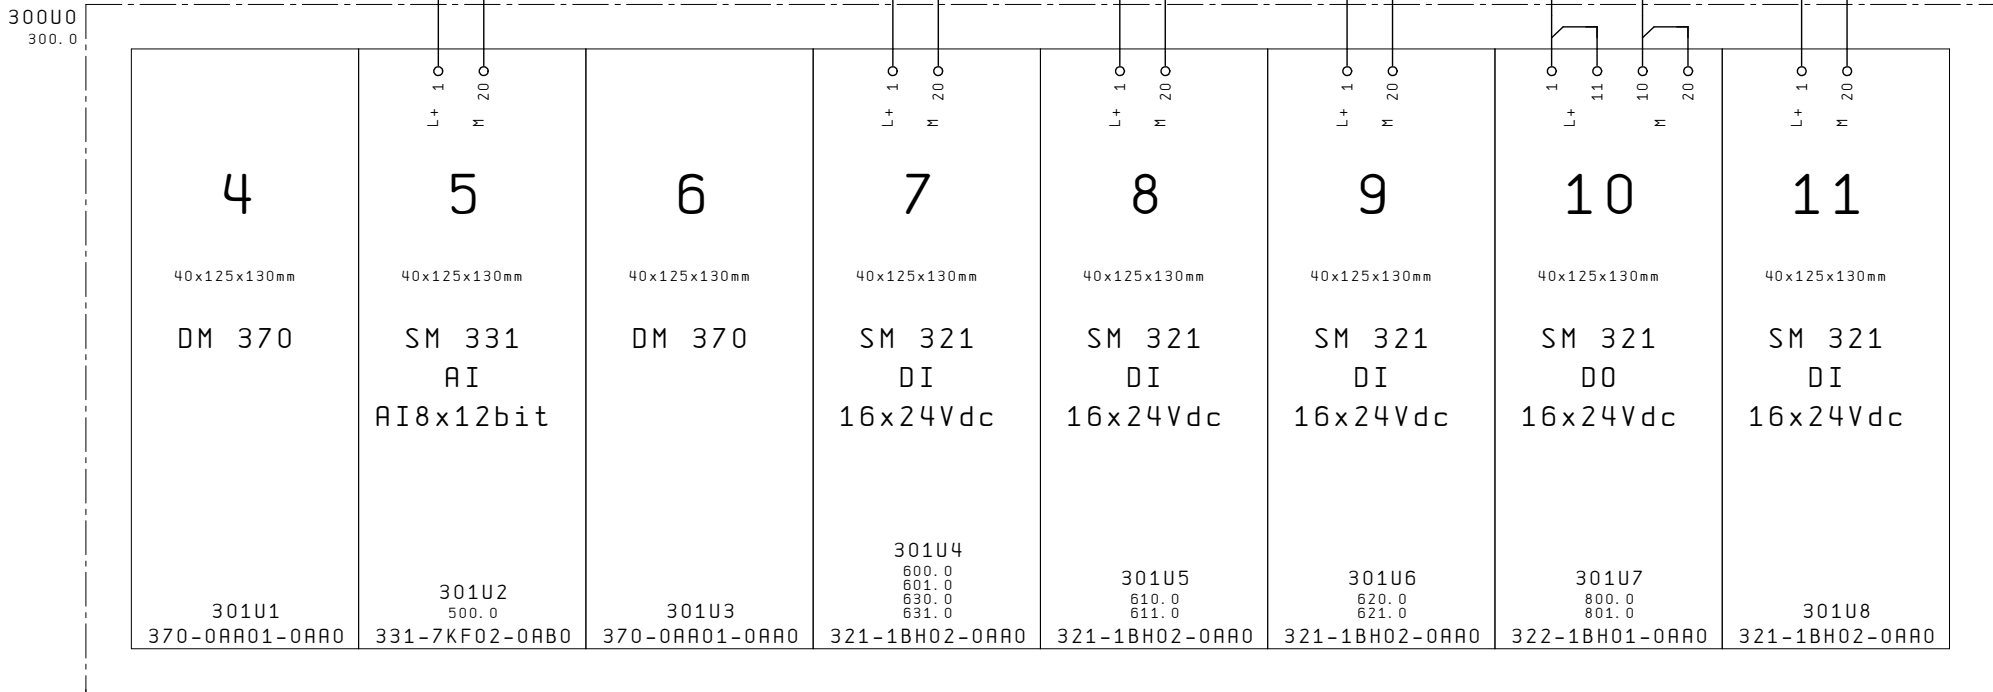 300U0
300.0
L+ 1
M 20
L+ 1
M 20
L+ 1
M 20
L+ 1
M 20
1
L+
11
10
M
20
L+ 1
M 20
4
5
6
7
8
9
10
11
40x125x130mm
40x125x130mm
40x125x130mm
40x125x130mm
40x125x130mm
40x125x130mm
40x125x130mm
40x125x130mm
DM 370
SM 331
AI
AI8x12bit
DM 370
SM 321
DI
16x24Vdc
SM 321
DI
16x24Vdc
SM 321
DI
16x24Vdc
SM 321
DO
16x24Vdc
SM 321
DI
16x24Vdc
301U1
370-0AA01-0AA0
301U2
500.0
331-7KF02-0AB0
301U3
370-0AA01-0AA0
301U4
600.0
601.0
630.0
631.0
321-1BH02-0AA0
301U5
610.0
611.0
321-1BH02-0AA0
301U6
620.0
621.0
321-1BH02-0AA0
301U7
800.0
801.0
322-1BH01-0AA0
301U8
321-1BH02-0AA0